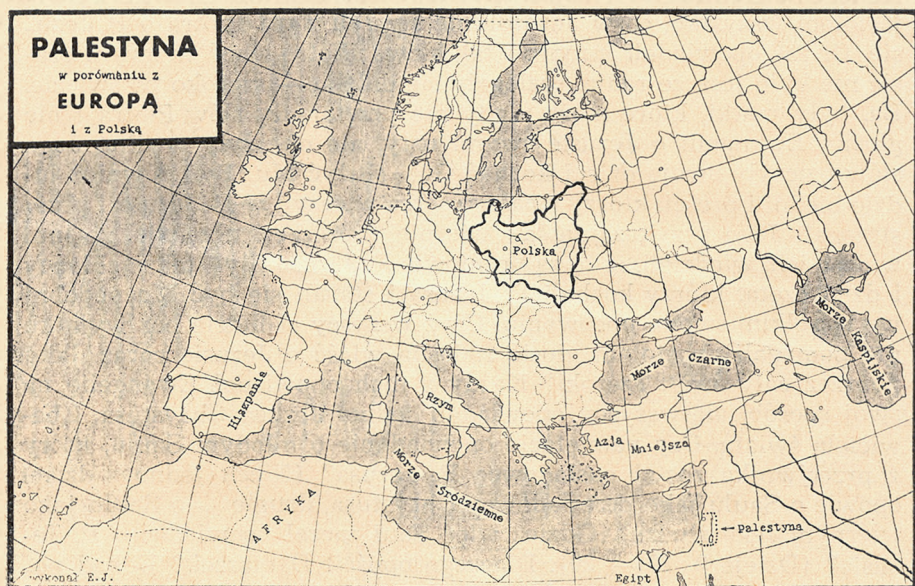 PALESTYNA
w porównaniu z
EUROPĄ
i z Polską
Polska
Morze Kaspijskie
Morze Czarne
Hiszpania
Rzym
Azja Mniejsza
Morze Śródziemne
AFRYKA
← Palestyna
wykonał E.J.
Egipt